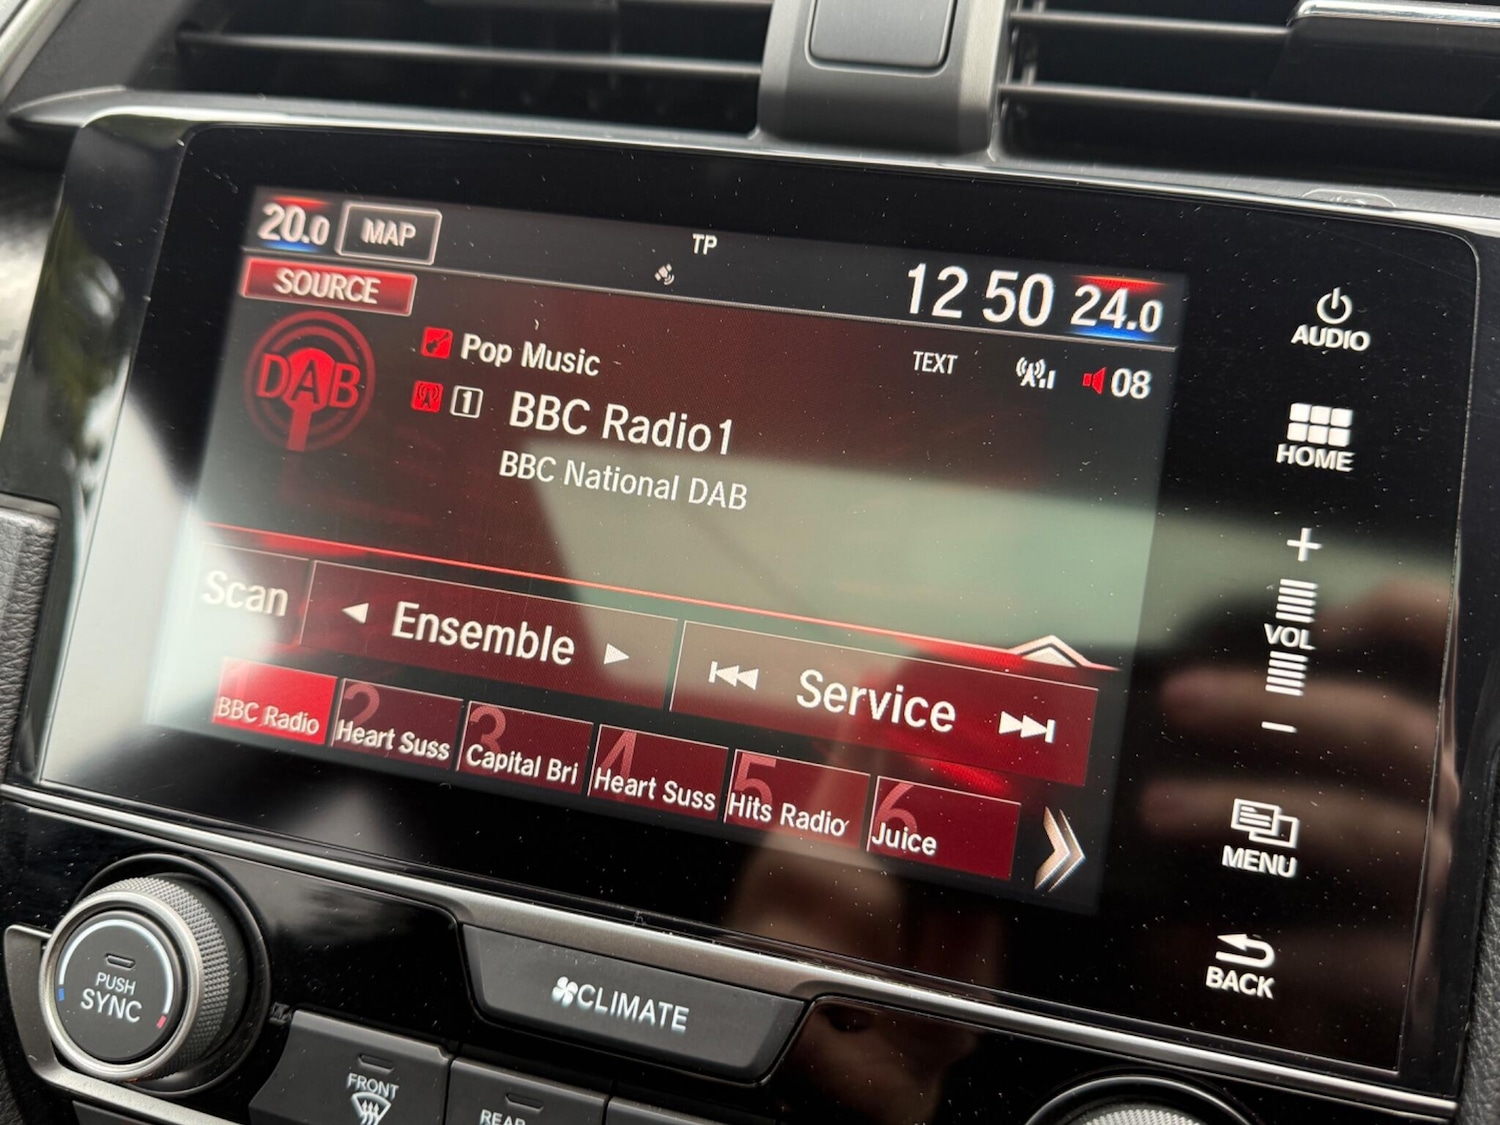 20.0 MAP TP 12 50 24.0
SOURCE
DAB
Pop Music TEXT 08
1 BBC Radio1
BBC National DAB
Scan Ensemble Service
BBC Radio
2 Heart Suss
3 Capital Bri
4 Heart Suss
5 Hits Radio
6 Juice
AUDIO
HOME
+
VOL
−
MENU
BACK
PUSH
SYNC
CLIMATE
FRONT
REAR